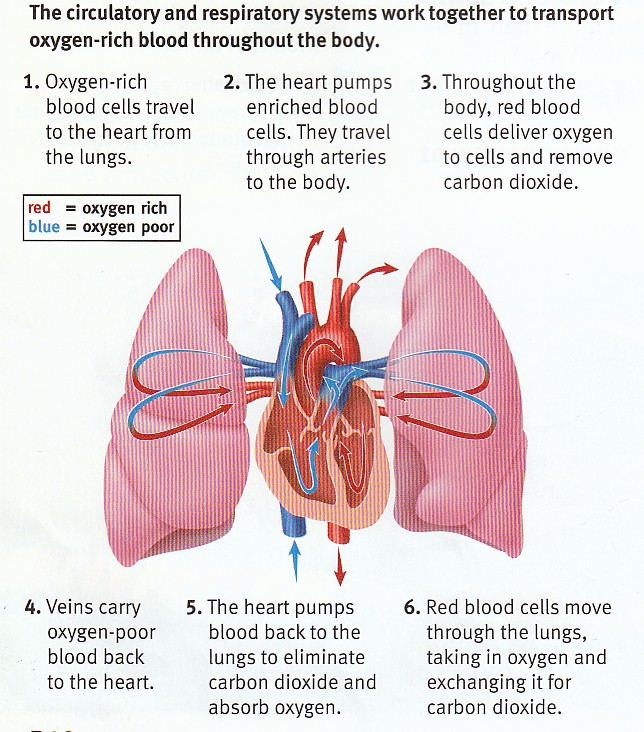 The circulatory and respiratory systems work together to transport
oxygen-rich blood throughout the body.
1. Oxygen-rich
blood cells travel
to the heart from
the lungs.
2. The heart pumps
enriched blood
cells. They travel
through arteries
to the body.
3. Throughout the
body, red blood
cells deliver oxygen
to cells and remove
carbon dioxide.
red = oxygen rich
blue = oxygen poor
4. Veins carry
oxygen-poor
blood back
to the heart.
5. The heart pumps
blood back to the
lungs to eliminate
carbon dioxide and
absorb oxygen.
6. Red blood cells move
through the lungs,
taking in oxygen and
exchanging it for
carbon dioxide.